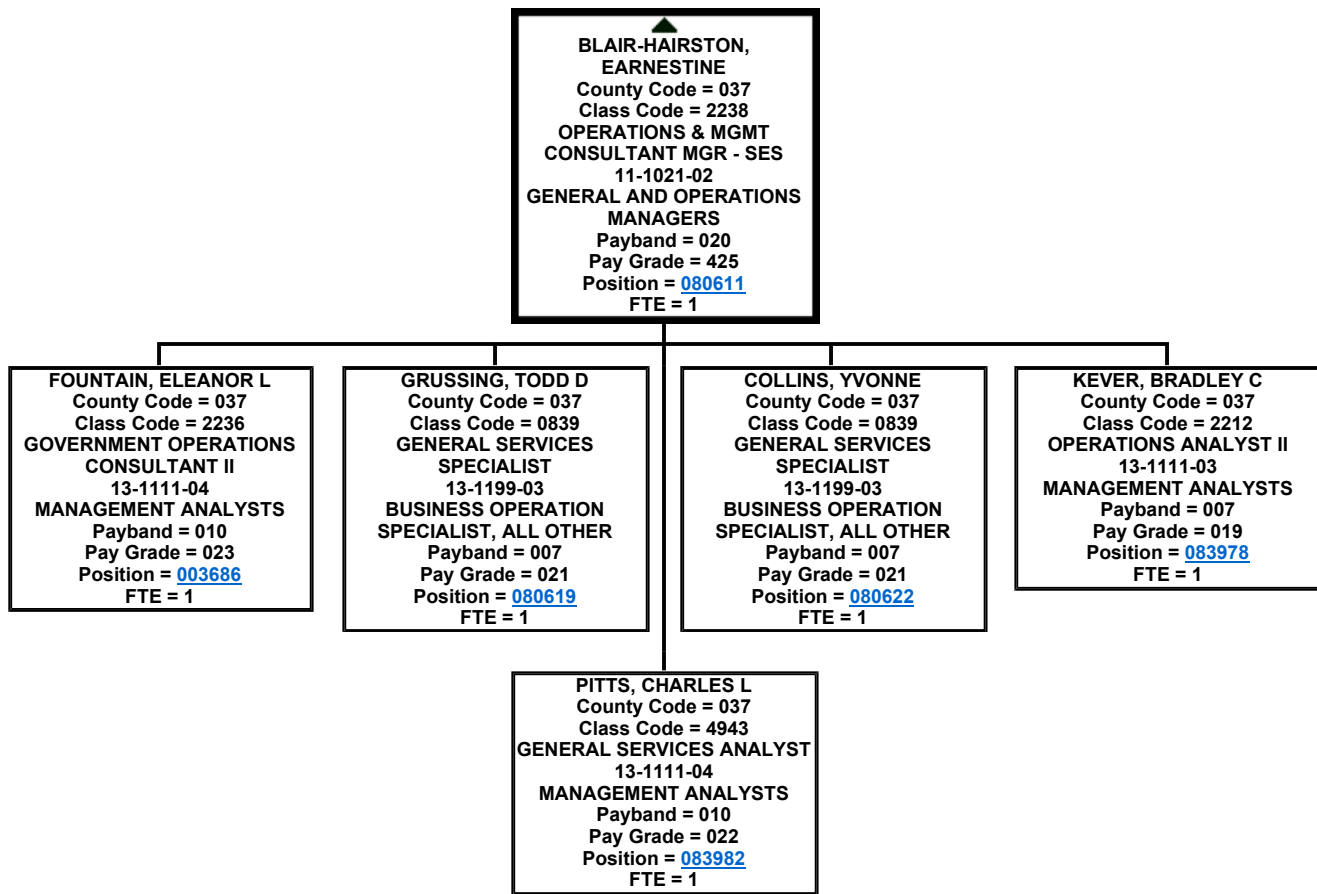 BLAIR-HAIRSTON,
EARNESTINE
County Code = 037
Class Code = 2238
OPERATIONS & MGMT
CONSULTANT MGR - SES
11-1021-02
GENERAL AND OPERATIONS
MANAGERS
Payband = 020
Pay Grade = 425
Position = 080611
FTE = 1
FOUNTAIN, ELEANOR L
County Code = 037
Class Code = 2236
GOVERNMENT OPERATIONS
CONSULTANT II
13-1111-04
MANAGEMENT ANALYSTS
Payband = 010
Pay Grade = 023
Position = 003686
FTE = 1
GRUSSING, TODD D
County Code = 037
Class Code = 0839
GENERAL SERVICES
SPECIALIST
13-1199-03
BUSINESS OPERATION
SPECIALIST, ALL OTHER
Payband = 007
Pay Grade = 021
Position = 080619
FTE = 1
COLLINS, YVONNE
County Code = 037
Class Code = 0839
GENERAL SERVICES
SPECIALIST
13-1199-03
BUSINESS OPERATION
SPECIALIST, ALL OTHER
Payband = 007
Pay Grade = 021
Position = 080622
FTE = 1
KEVER, BRADLEY C
County Code = 037
Class Code = 2212
OPERATIONS ANALYST II
13-1111-03
MANAGEMENT ANALYSTS
Payband = 007
Pay Grade = 019
Position = 083978
FTE = 1
PITTS, CHARLES L
County Code = 037
Class Code = 4943
GENERAL SERVICES ANALYST
13-1111-04
MANAGEMENT ANALYSTS
Payband = 010
Pay Grade = 022
Position = 083982
FTE = 1